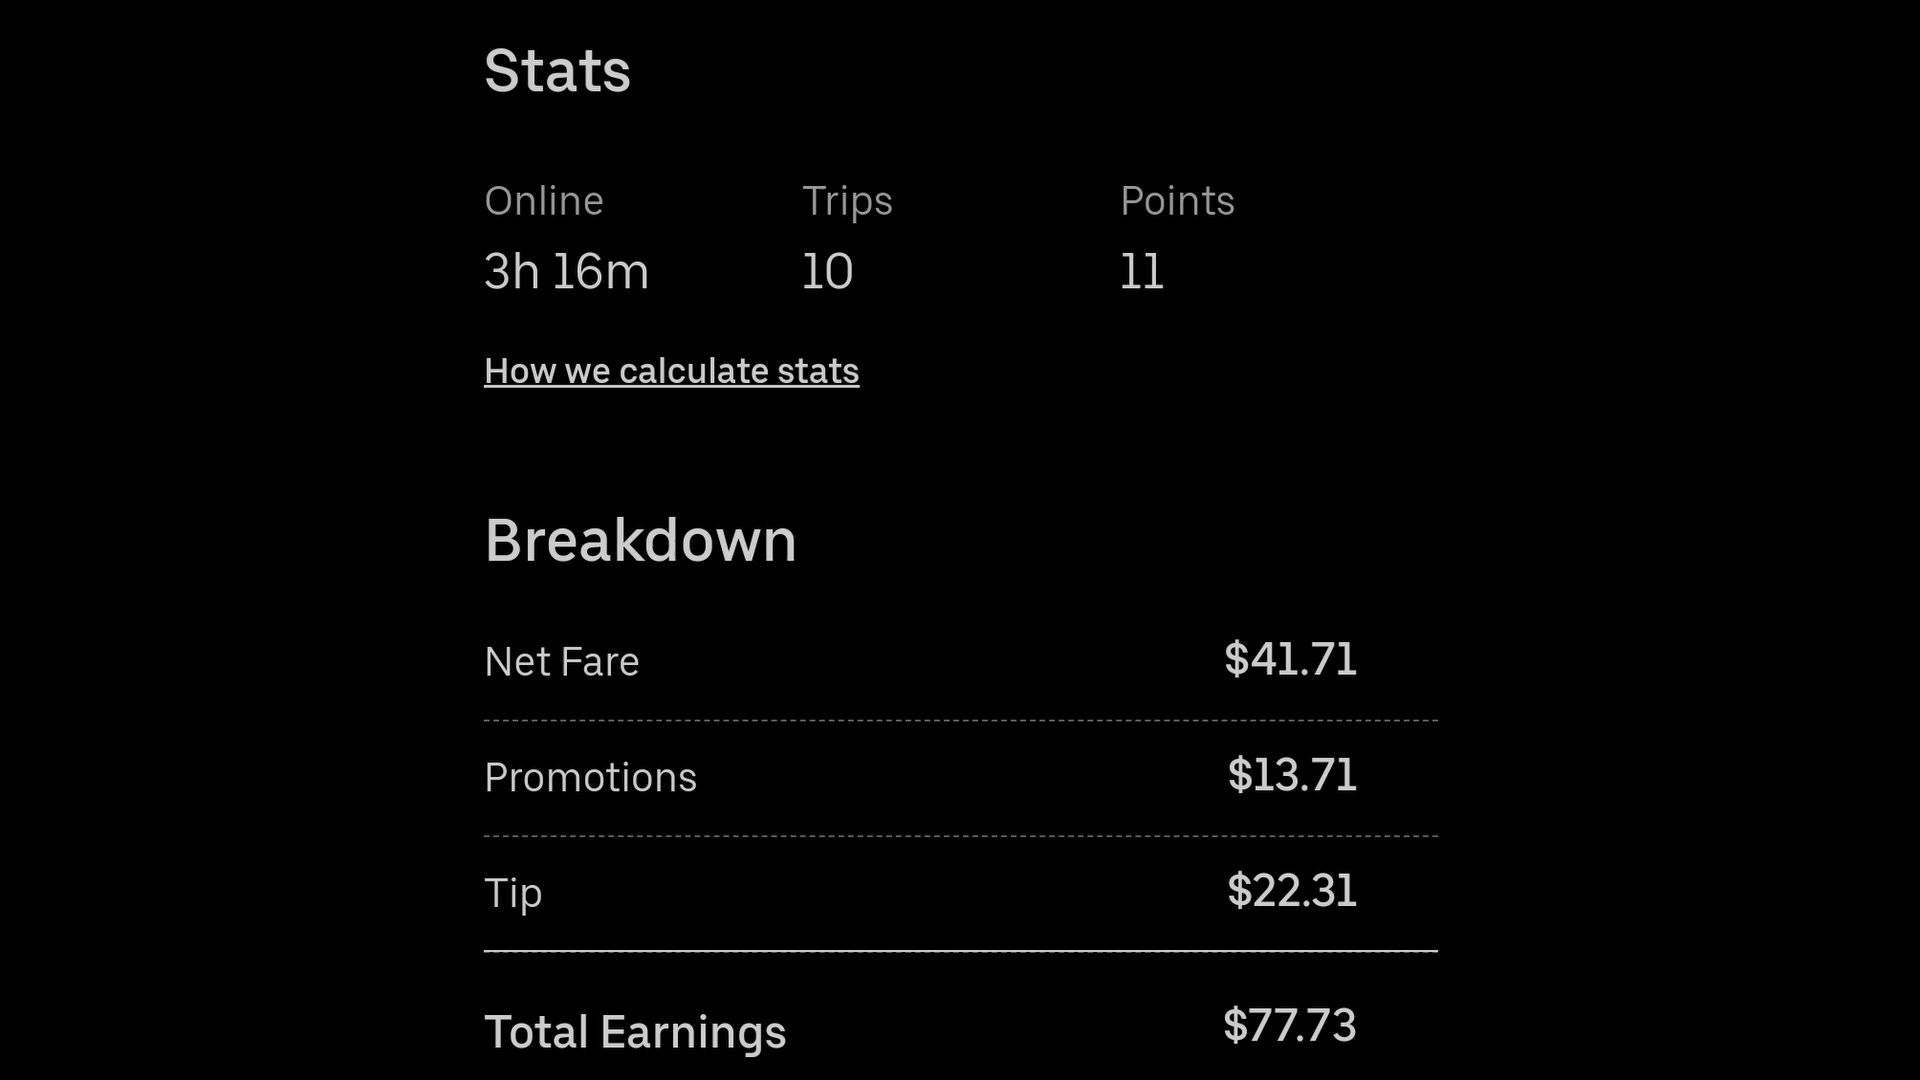 Stats
Online Trips Points
3h 16m 10 11
How we calculate stats
Breakdown
Net Fare $41.71
Promotions $13.71
Tip $22.31
Total Earnings $77.73